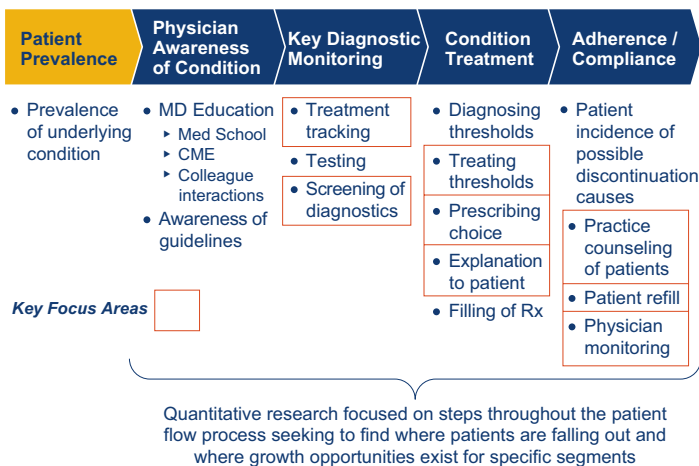 Patient
Prevalence
Physician
Awareness
of Condition
Key Diagnostic
Monitoring
Condition
Treatment
Adherence /
Compliance
• Prevalence
of underlying
condition
• MD Education
▸ Med School
▸ CME
▸ Colleague
interactions
• Awareness of
guidelines
• Treatment
tracking
• Testing
• Screening of
diagnostics
• Diagnosing
thresholds
• Treating
thresholds
• Prescribing
choice
• Explanation
to patient
• Filling of Rx
• Patient
incidence of
possible
discontinuation
causes
• Practice
counseling
of patients
• Patient refill
• Physician
monitoring
Key Focus Areas
Quantitative research focused on steps throughout the patient
flow process seeking to find where patients are falling out and
where growth opportunities exist for specific segments